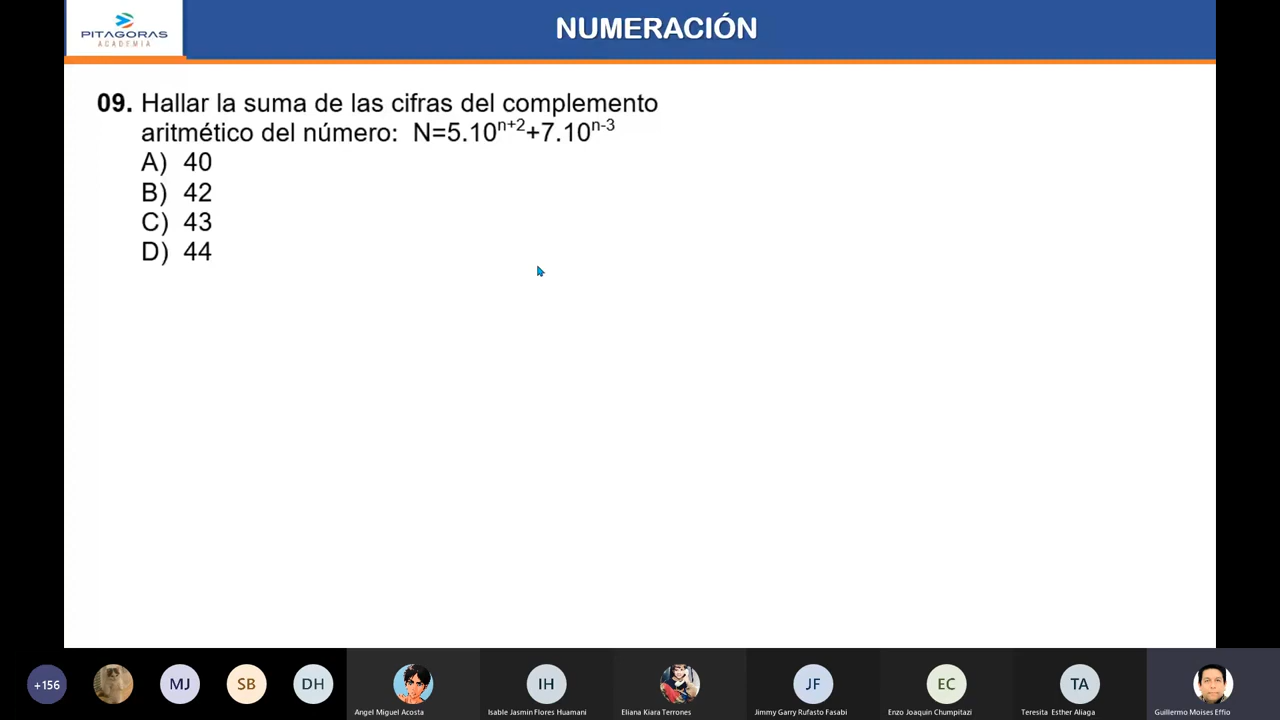 PITAGORAS
ACADEMIA
NUMERACIÓN
09. Hallar la suma de las cifras del complemento
aritmético del número: N=5.10ⁿ⁺²+7.10ⁿ⁻³
A) 40
B) 42
C) 43
D) 44
+156
MJ
SB
DH
IH
JF
EC
TA
Angel Miguel Acosta
Isable Jasmin Flores Huamani
Eliana Kiara Terrones
Jimmy Garry Rufasto Fasabi
Enzo Joaquin Chumpitazi
Teresita Esther Aliaga
Guillermo Moises Effio